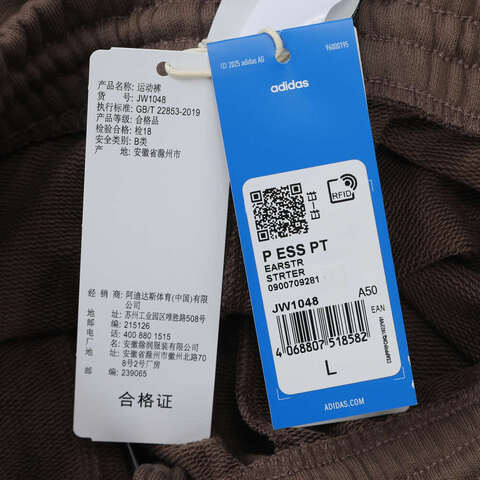 产品名称: 运动裤
货 号: JW1048
执行标准: GB/T 22853-2019
产品等级: 合格品
检验合格: 检18
安全类别: B类
产 地: 安徽省滁州市
经 销 商: 阿迪达斯体育(中国)有限公司
地址: 苏州工业园区唯胜路508号
邮编: 215126
电话: 400 880 1515
制造商: 安徽滁润服装有限公司
地址: 安徽省滁州市徽州北路70
8号2号厂房
邮编: 239065
合格证
96000195
© 2025 adidas AG
adidas
RFID
P ESS PT
EARSTR
STRTER
0900709281
JW1048
A50
EAN
4 068807 518582
L
ADIDAS.COM